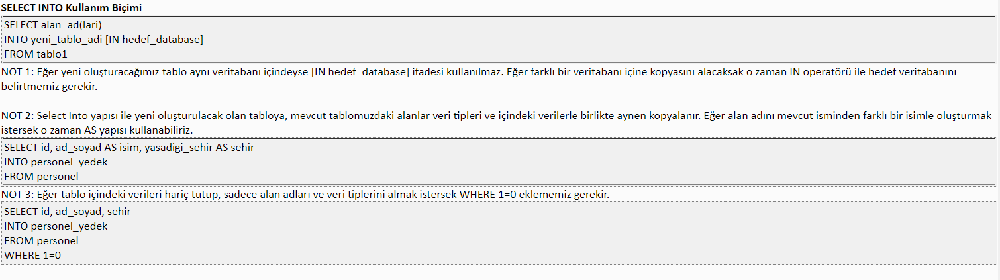 SELECT INTO Kullanım Biçimi
SELECT alan_ad(lari)
INTO yeni_tablo_adi [IN hedef_database]
FROM tablo1
NOT 1: Eğer yeni oluşturacağımız tablo aynı veritabanı içindeyse [IN hedef_database] ifadesi kullanılmaz. Eğer farklı bir veritabanı içine kopyasını alacaksak o zaman IN operatörü ile hedef veritabanını
belirtmemiz gerekir.
NOT 2: Select Into yapısı ile yeni oluşturulacak olan tabloya, mevcut tablomuzdaki alanlar veri tipleri ve içindeki verilerle birlikte aynen kopyalanır. Eğer alan adını mevcut isminden farklı bir isimle oluşturmak
istersek o zaman AS yapısı kullanabiliriz.
SELECT id, ad_soyad AS isim, yasadigi_sehir AS sehir
INTO personel_yedek
FROM personel
NOT 3: Eğer tablo içindeki verileri hariç tutup, sadece alan adları ve veri tiplerini almak istersek WHERE 1=0 eklememiz gerekir.
SELECT id, ad_soyad, sehir
INTO personel_yedek
FROM personel
WHERE 1=0